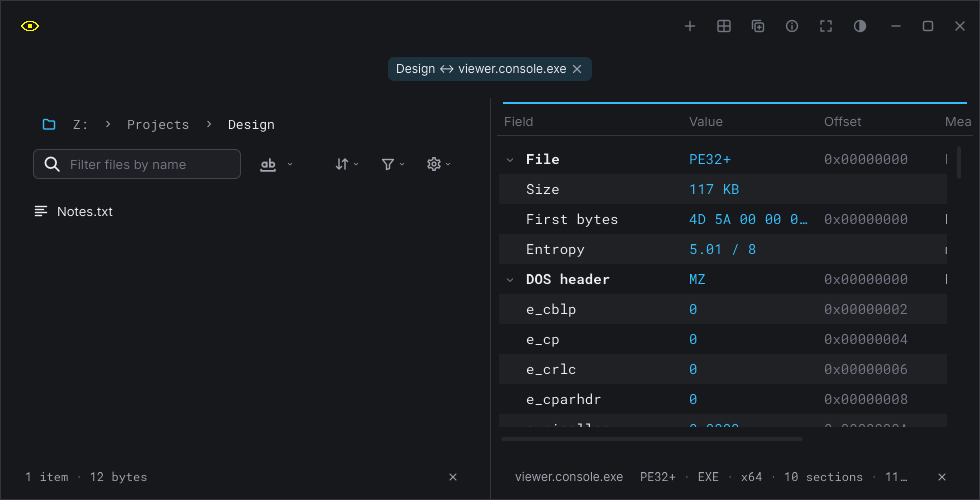 Design ↔ viewer.console.exe
Z: > Projects > Design
Filter files by name
ab
Notes.txt
1 item · 12 bytes
Field Value Offset Mea
File PE32+ 0x00000000
Size 117 KB
First bytes 4D 5A 00 00 0… 0x00000000
Entropy 5.01 / 8
DOS header MZ 0x00000000
e_cblp 0 0x00000002
e_cp 0 0x00000004
e_crlc 0 0x00000006
e_cparhdr 0 0x00000008
viewer.console.exe PE32+ · EXE · x64 · 10 sections · 11…